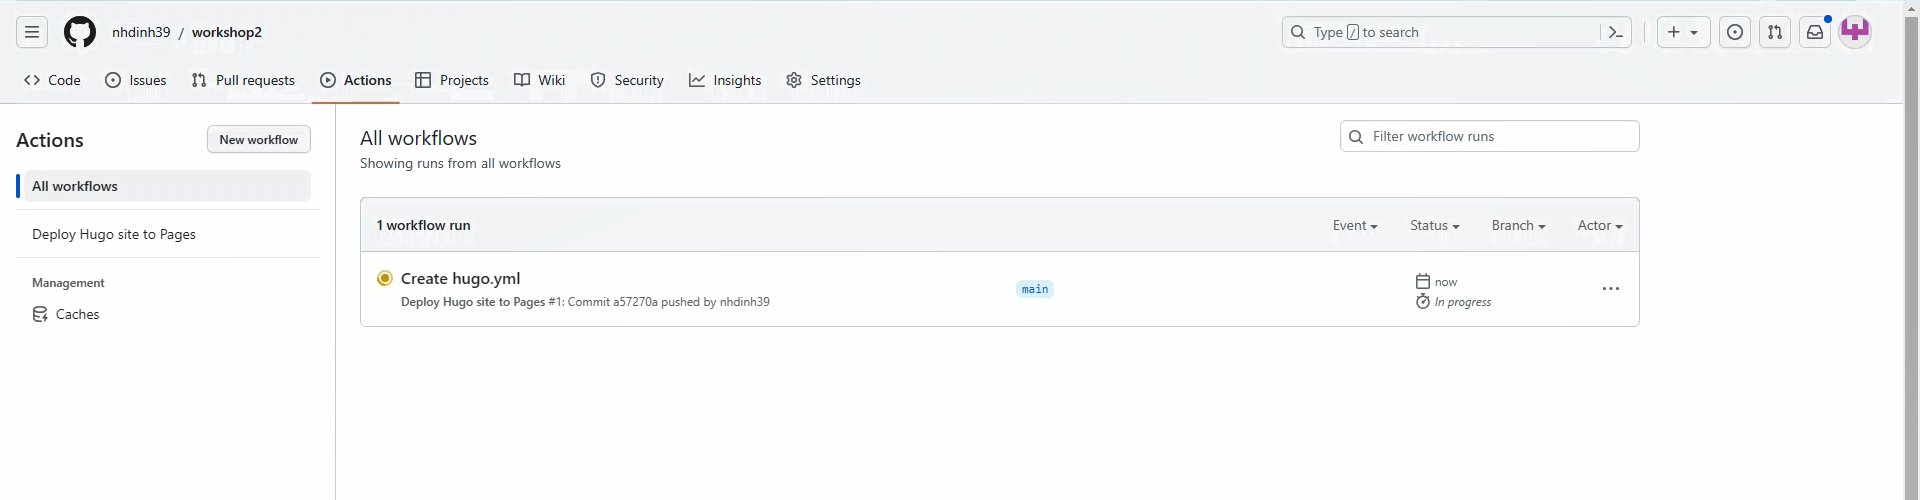 nhdinh39 / workshop2
Type / to search
Code Issues Pull requests Actions Projects Wiki Security Insights Settings
Actions
New workflow
All workflows
Deploy Hugo site to Pages
Management
Caches
All workflows
Showing runs from all workflows
Filter workflow runs
1 workflow run
Event Status Branch Actor
Create hugo.yml
Deploy Hugo site to Pages #1: Commit a57270a pushed by nhdinh39
main
now
In progress